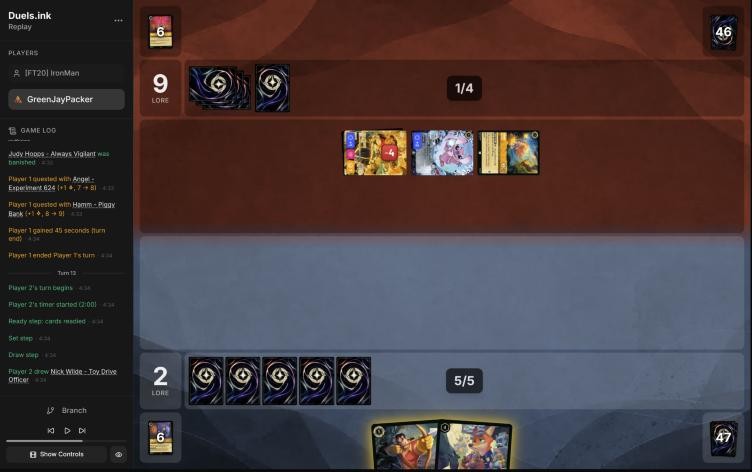 Duels.ink
Replay
PLAYERS
[FT20] IronMan
GreenJayPacker
GAME LOG
Judy Hopps - Always Vigilant was
banished · 4:33
Player 1 quested with Angel -
Experiment 624 (+1 ⬧, 7 → 8) · 4:33
Player 1 quested with Hamm - Piggy
Bank (+1 ⬧, 8 → 9) · 4:33
Player 1 gained 45 seconds (turn
end) · 4:34
Player 1 ended Player 1's turn · 4:34
Turn 13
Player 2's turn begins · 4:34
Player 2's timer started (2:00) · 4:34
Ready step: cards readied · 4:34
Set step · 4:34
Draw step · 4:34
Player 2 drew Nick Wilde - Toy Drive
Officer · 4:34
Branch
Show Controls
6
46
9
LORE
1/4
-4
2
LORE
5/5
6
47